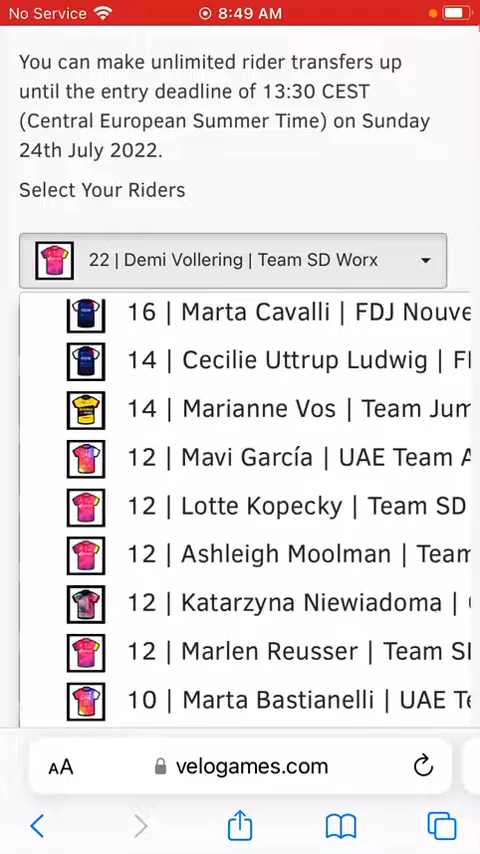 No Service 8:49 AM
You can make unlimited rider transfers up
until the entry deadline of 13:30 CEST
(Central European Summer Time) on Sunday
24th July 2022.
Select Your Riders
22 | Demi Vollering | Team SD Worx
16 | Marta Cavalli | FDJ Nouve
14 | Cecilie Uttrup Ludwig |
14 | Marianne Vos | Team Jum
12 | Mavi García | UAE Team A
12 | Lotte Kopecky | Team SD
12 | Ashleigh Moolman | Team
12 | Katarzyna Niewiadoma |
12 | Marlen Reusser | Team S
10 | Marta Bastianelli | UAE Te
AA velogames.com